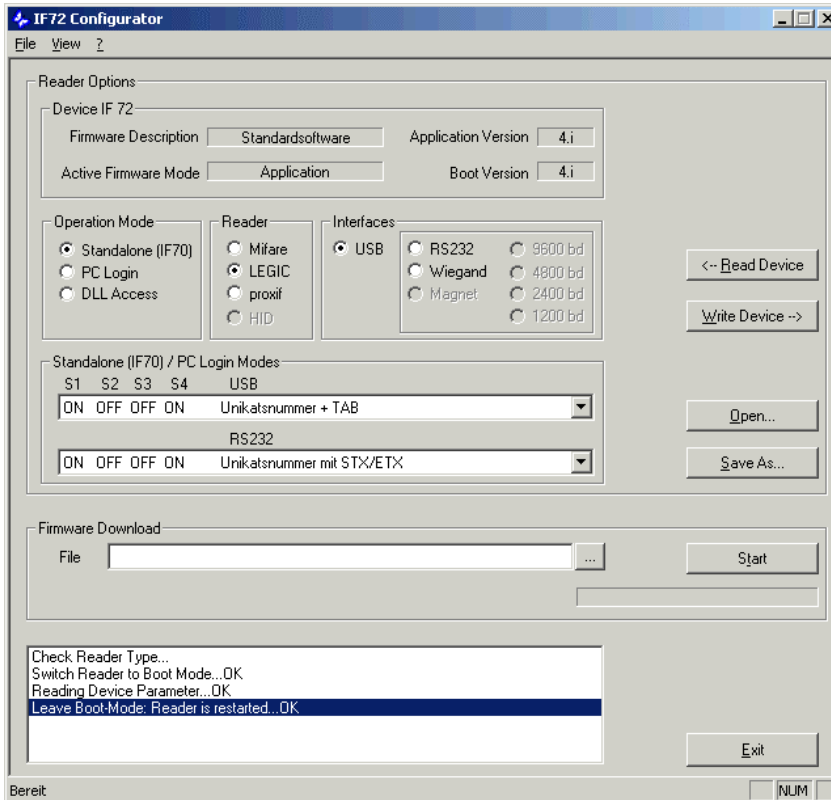 IF72 Configurator
File View ?
Reader Options
Device IF 72
Firmware Description Standardsoftware Application Version 4.i
Active Firmware Mode Application Boot Version 4.i
Operation Mode Reader Interfaces
Standalone (IF70) Mifare USB RS232 9600 bd
PC Login LEGIC Wiegand 4800 bd
DLL Access proxif Magnet 2400 bd
HID 1200 bd
<-- Read Device
Write Device -->
Standalone (IF70) / PC Login Modes
S1 S2 S3 S4 USB
ON OFF OFF ON Unikatsnummer + TAB
Open...
RS232
ON OFF OFF ON Unikatsnummer mit STX/ETX
Save As...
Firmware Download
File ... Start
Check Reader Type...
Switch Reader to Boot Mode...OK
Reading Device Parameter...OK
Leave Boot-Mode: Reader is restarted...OK
Exit
Bereit NUM